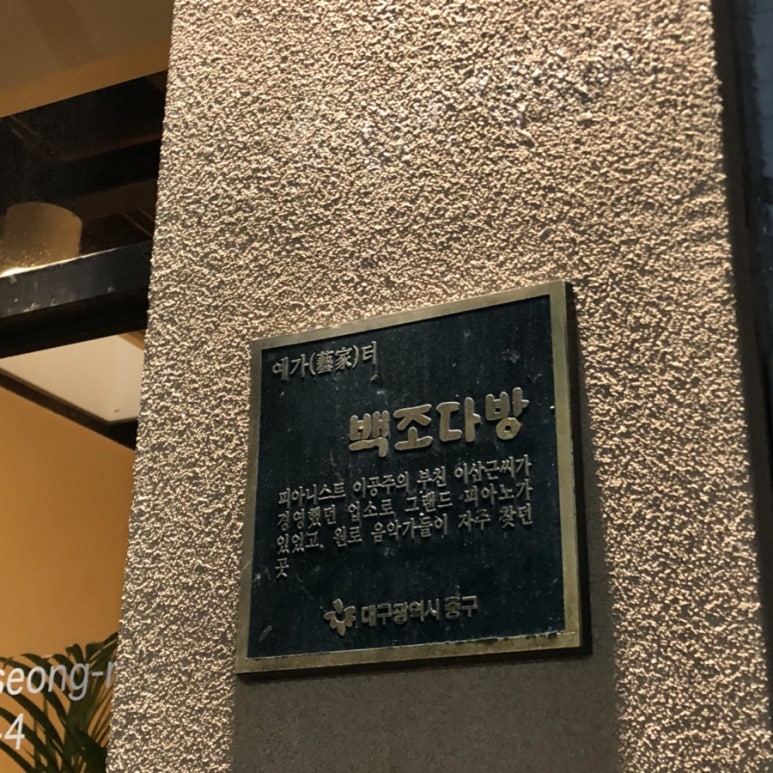 예가(藝家)터
백조다방
피아니스트 이공주의 부친 이상근씨가
경영했던 업소로 그랜드 피아노가
있었고, 원로 음악가들이 자주 찾던
곳
대구광역시 중구
seong-r
-4